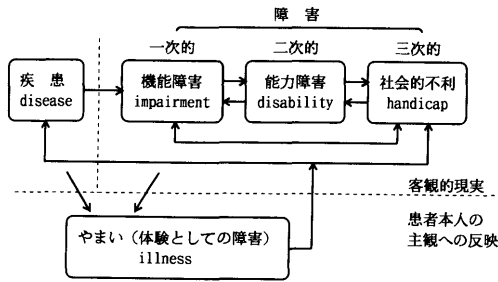 障 害
一次的 二次的 三次的
疾 患
disease
機能障害
impairment
能力障害
disability
社会的不利
handicap
客観的現実
患者本人の
主観への反映
やまい（体験としての障害）
illness